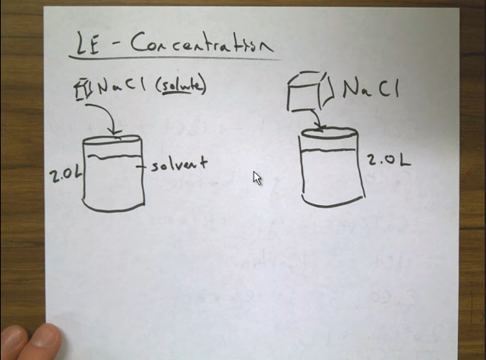 LE - Concentration
NaCl (solute)
NaCl
2.0L
solvent
2.0L